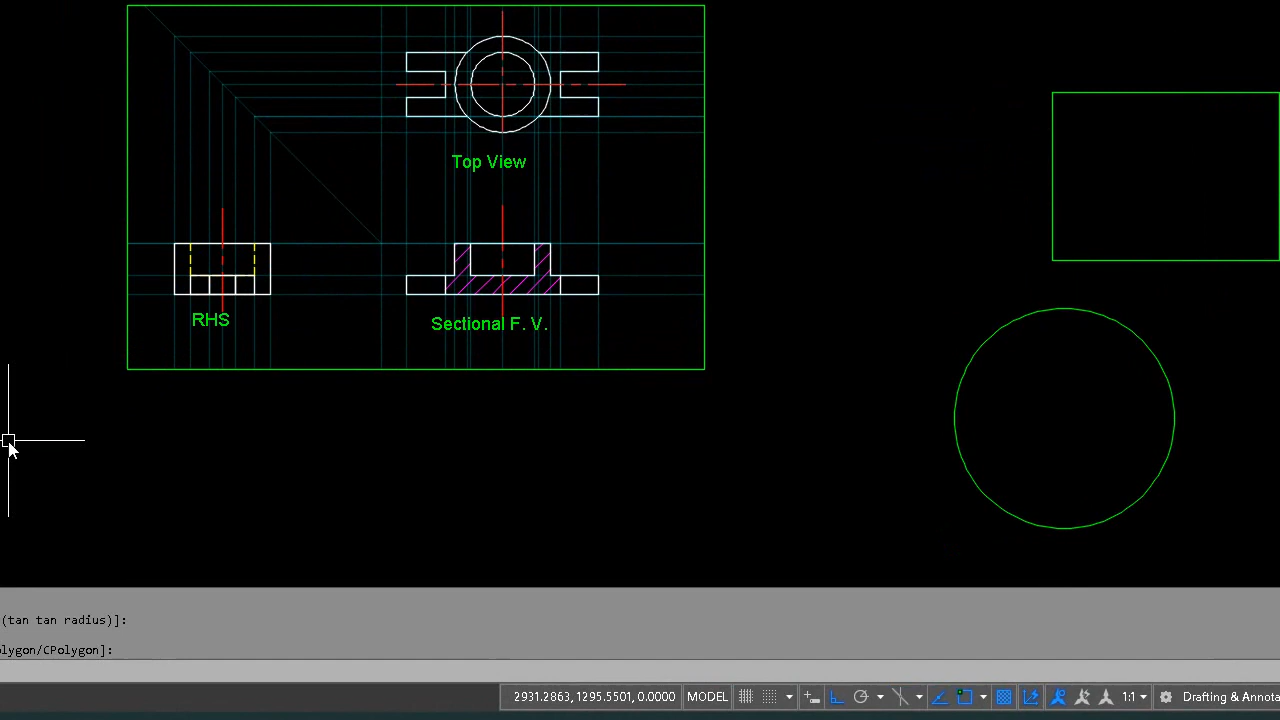 Top View
RHS
Sectional F. V.
(tan tan radius)]:
olygon/CPolygon]:
2931.2863, 1295.5501, 0.0000 MODEL 1:1 Drafting & Annota